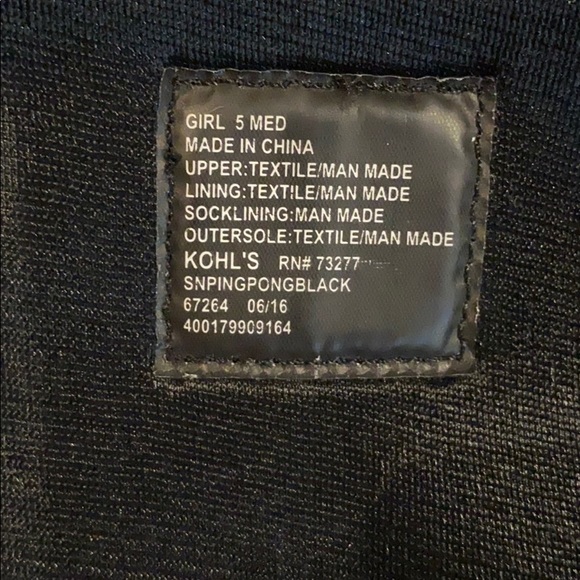 GIRL 5 MED
MADE IN CHINA
UPPER:TEXTILE/MAN MADE
LINING:TEXTILE/MAN MADE
SOCKLINING:MAN MADE
OUTERSOLE:TEXTILE/MAN MADE
KOHL'S RN# 73277
SNPINGPONGBLACK
67264 06/16
400179909164